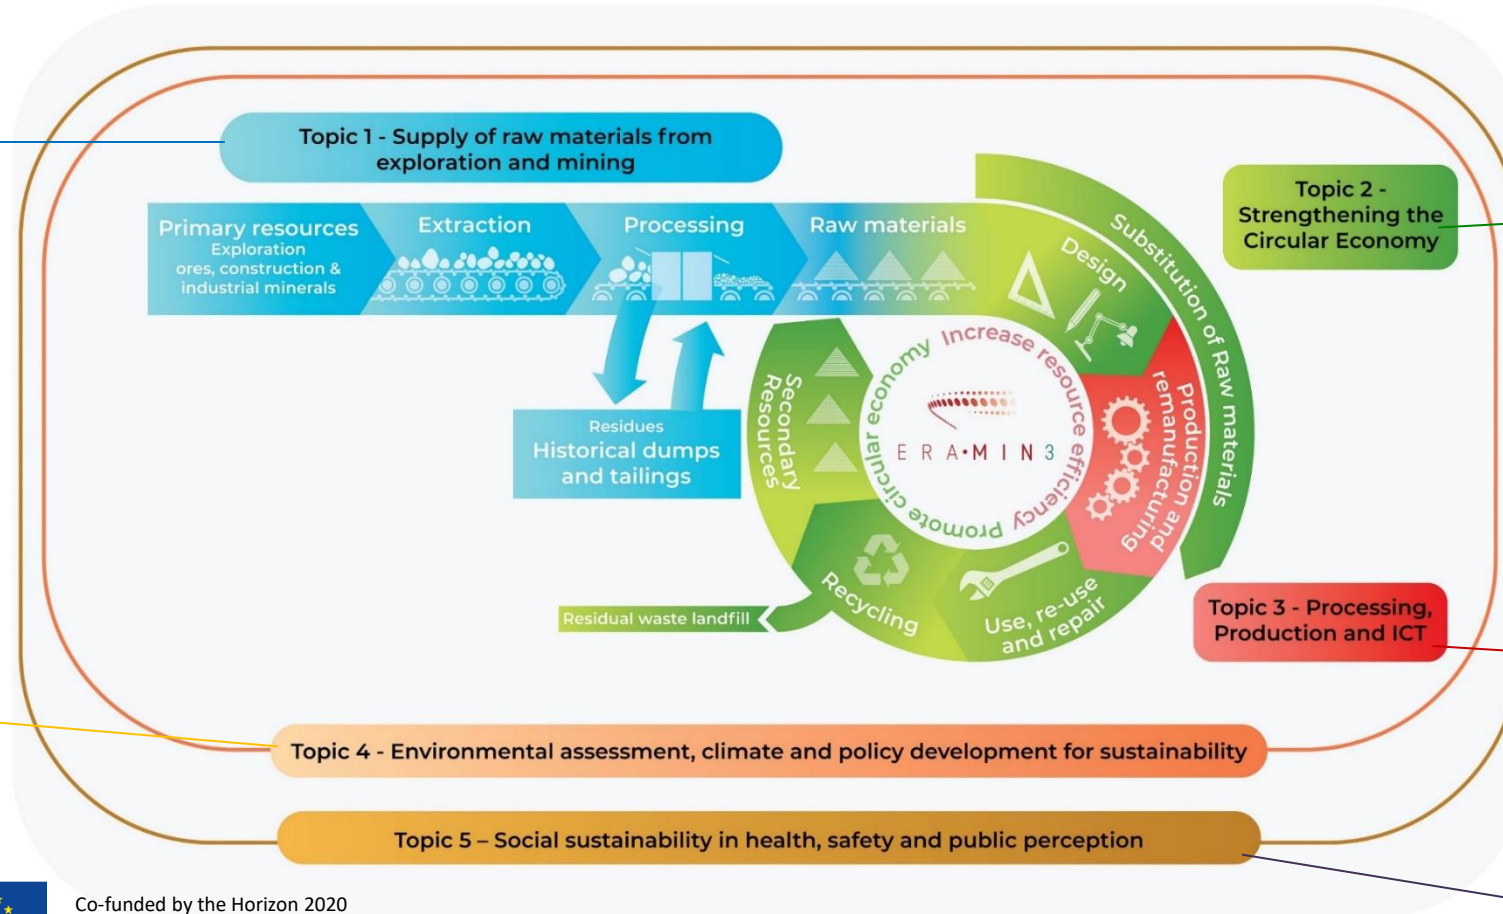 Topic 1 - Supply of raw materials from
exploration and mining
Topic 2 -
Strengthening the
Circular Economy
Primary resources
Exploration
ores, construction &
industrial minerals
Extraction
Processing
Raw materials
Substitution of Raw materials
Design
Production and
remanufacturing
Use, re-use
and repair
Recycling
Secondary
Resources
Increase resource efficiency
Promote circular economy
ERA•MIN3
Residues
Historical dumps
and tailings
Residual waste landfill
Topic 3 - Processing,
Production and ICT
Topic 4 - Environmental assessment, climate and policy development for sustainability
Topic 5 – Social sustainability in health, safety and public perception
Co-funded by the Horizon 2020